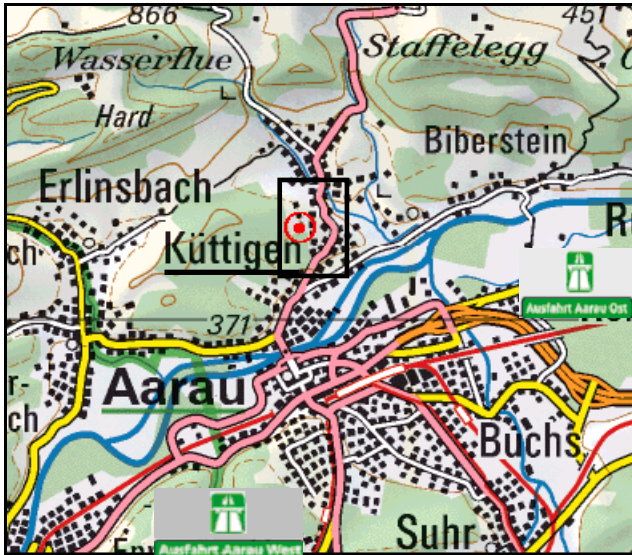 866
451
Wasserflue
Staffelegg
Hard
Biberstein
Erlinsbach
ch
Küttigen
R
Ausfahrt Aarau Ost
371
r-
ch
Aarau
Buchs
Suhr
Ausfahrt Aarau West